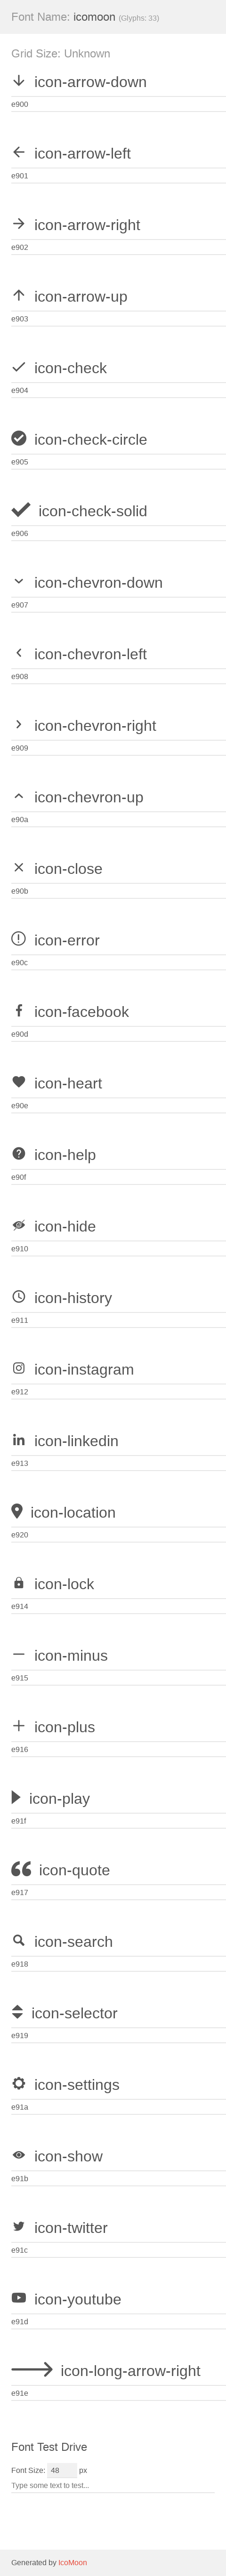 Font Name: icomoon (Glyphs: 33)
Grid Size: Unknown
icon-arrow-down
e900
icon-arrow-left
e901
icon-arrow-right
e902
icon-arrow-up
e903
icon-check
e904
icon-check-circle
e905
icon-check-solid
e906
icon-chevron-down
e907
icon-chevron-left
e908
icon-chevron-right
e909
icon-chevron-up
e90a
icon-close
e90b
icon-error
e90c
icon-facebook
e90d
icon-heart
e90e
icon-help
e90f
icon-hide
e910
icon-history
e911
icon-instagram
e912
icon-linkedin
e913
icon-location
e920
icon-lock
e914
icon-minus
e915
icon-plus
e916
icon-play
e91f
icon-quote
e917
icon-search
e918
icon-selector
e919
icon-settings
e91a
icon-show
e91b
icon-twitter
e91c
icon-youtube
e91d
icon-long-arrow-right
e91e
Font Test Drive
Font Size: 48 px
Type some text to test...
Generated by IcoMoon